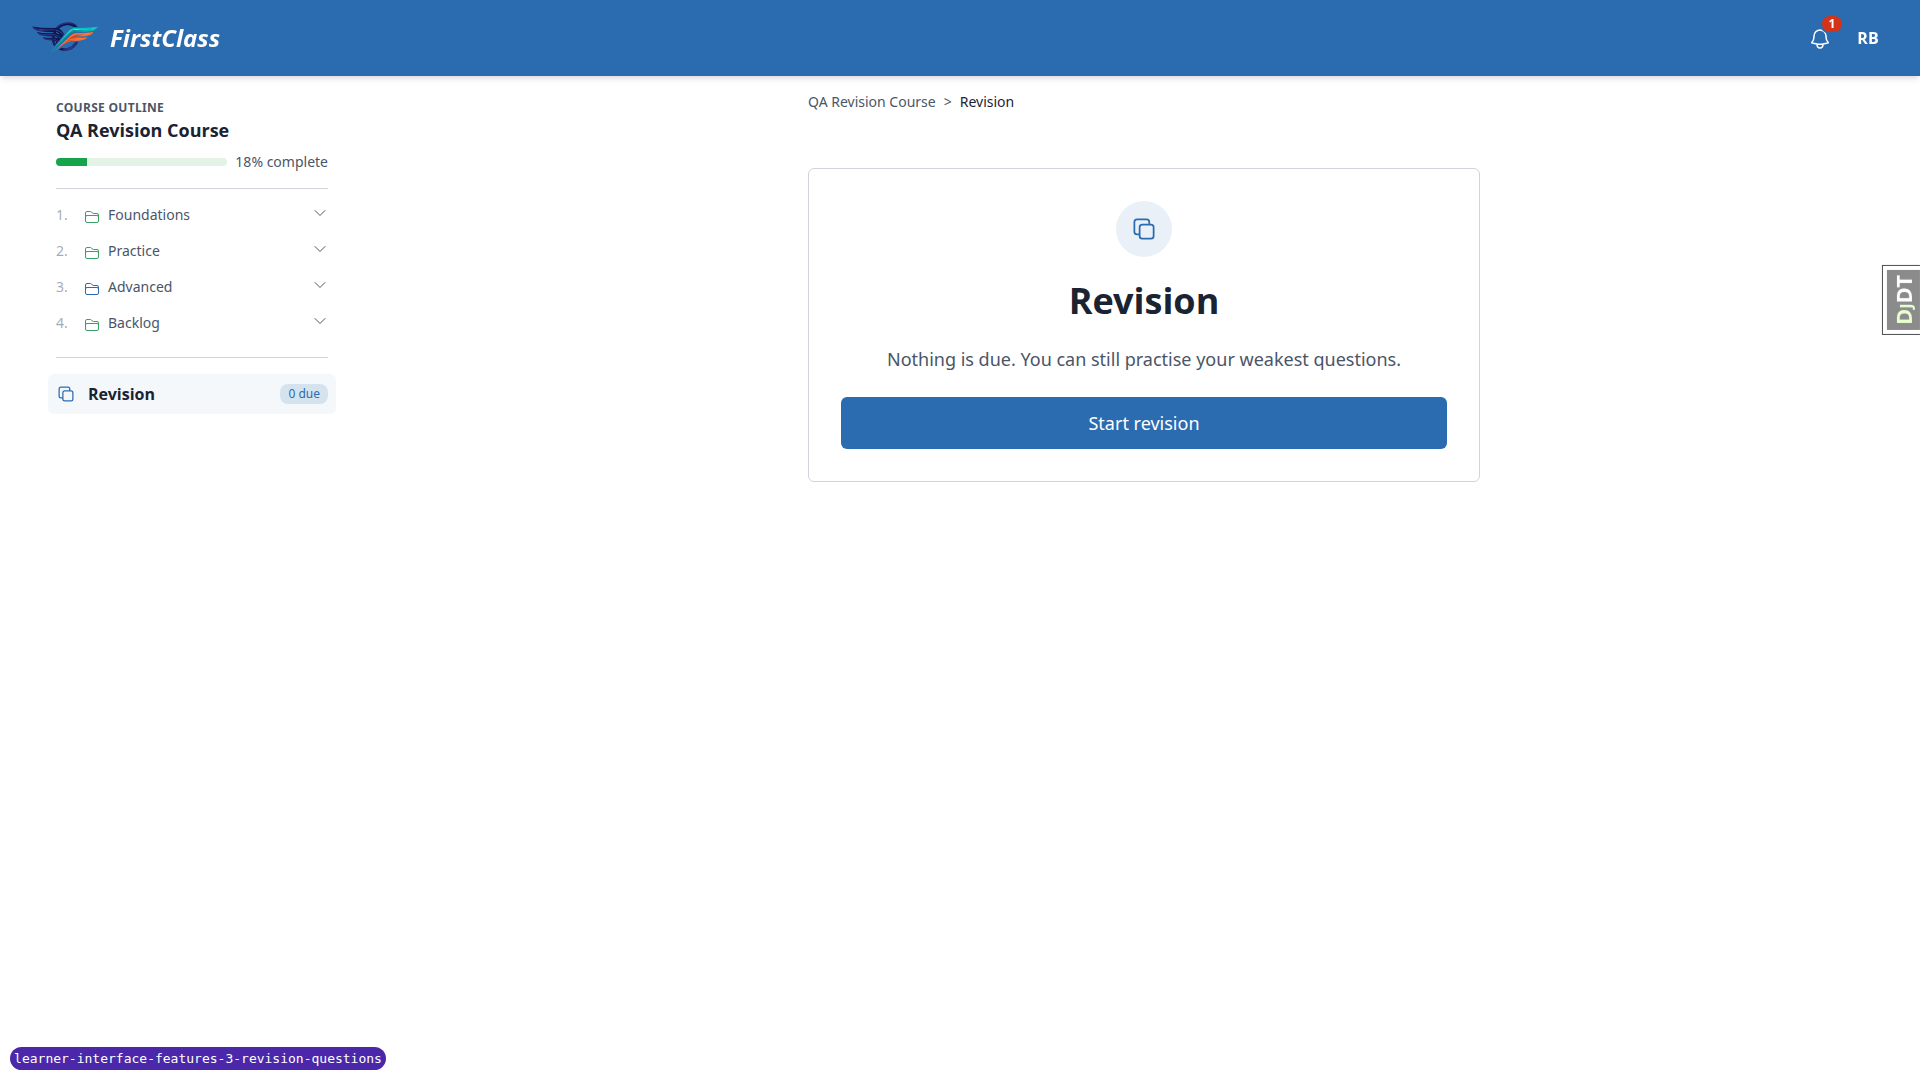 FirstClass
1
RB
COURSE OUTLINE
QA Revision Course
18% complete
1. Foundations
2. Practice
3. Advanced
4. Backlog
Revision 0 due
QA Revision Course > Revision
Revision
Nothing is due. You can still practise your weakest questions.
Start revision
DJDT
learner-interface-features-3-revision-questions